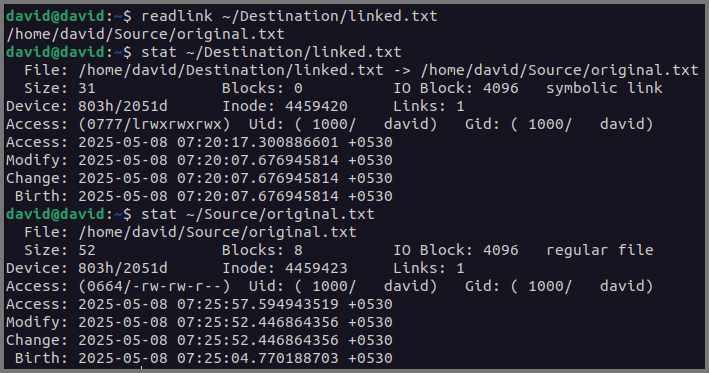 david@david:~$ readlink ~/Destination/linked.txt
/home/david/Source/original.txt
david@david:~$ stat ~/Destination/linked.txt
  File: /home/david/Destination/linked.txt -> /home/david/Source/original.txt
  Size: 31              Blocks: 0          IO Block: 4096   symbolic link
Device: 803h/2051d      Inode: 4459420     Links: 1
Access: (0777/lrwxrwxrwx)  Uid: ( 1000/   david)   Gid: ( 1000/   david)
Access: 2025-05-08 07:20:17.300886601 +0530
Modify: 2025-05-08 07:20:07.676945814 +0530
Change: 2025-05-08 07:20:07.676945814 +0530
 Birth: 2025-05-08 07:20:07.676945814 +0530
david@david:~$ stat ~/Source/original.txt
  File: /home/david/Source/original.txt
  Size: 52              Blocks: 8          IO Block: 4096   regular file
Device: 803h/2051d      Inode: 4459423     Links: 1
Access: (0664/-rw-rw-r--)  Uid: ( 1000/   david)   Gid: ( 1000/   david)
Access: 2025-05-08 07:25:57.594943519 +0530
Modify: 2025-05-08 07:25:52.446864356 +0530
Change: 2025-05-08 07:25:52.446864356 +0530
 Birth: 2025-05-08 07:25:04.770188703 +0530